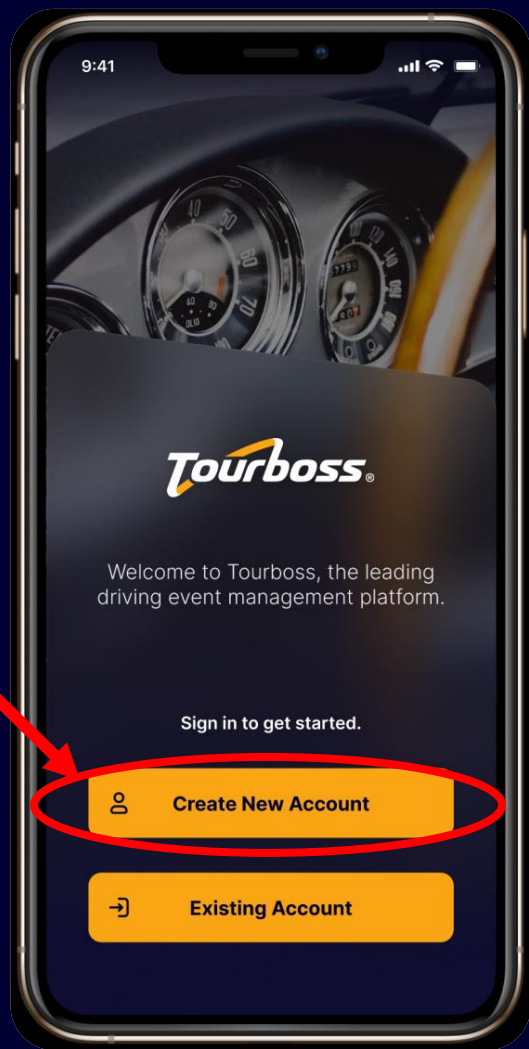 9:41
Tourboss®
Welcome to Tourboss, the leading
driving event management platform.
Sign in to get started.
Create New Account
Existing Account